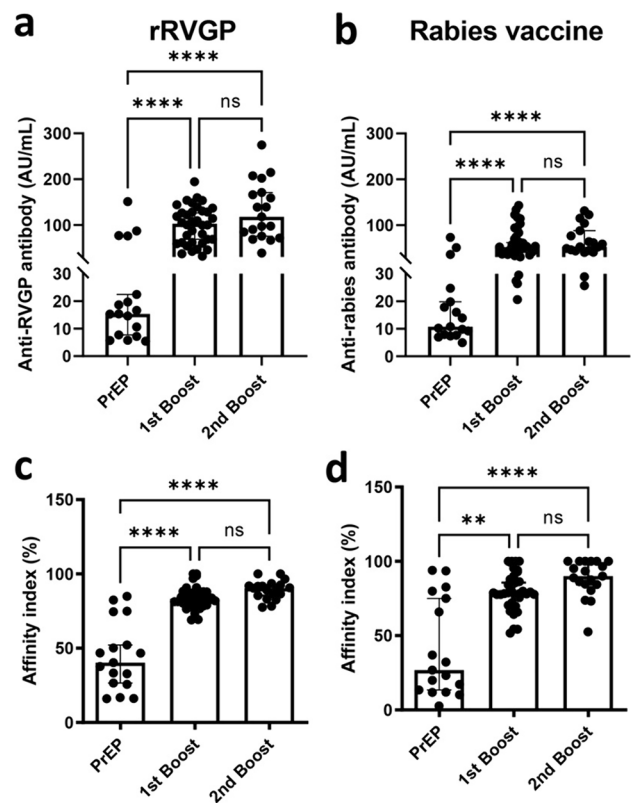 a
rRVGP
b
Rabies vaccine
****
****
ns
Anti-RVGP antibody (AU/mL)
300
200
100
30
20
10
0
PrEP
1st Boost
2nd Boost
****
****
ns
Anti-rabies antibody (AU/mL)
300
200
100
30
20
10
0
PrEP
1st Boost
2nd Boost
c
****
****
ns
Affinity index (%)
150
100
50
0
PrEP
1st Boost
2nd Boost
d
****
**
ns
Affinity index (%)
150
100
50
0
PrEP
1st Boost
2nd Boost